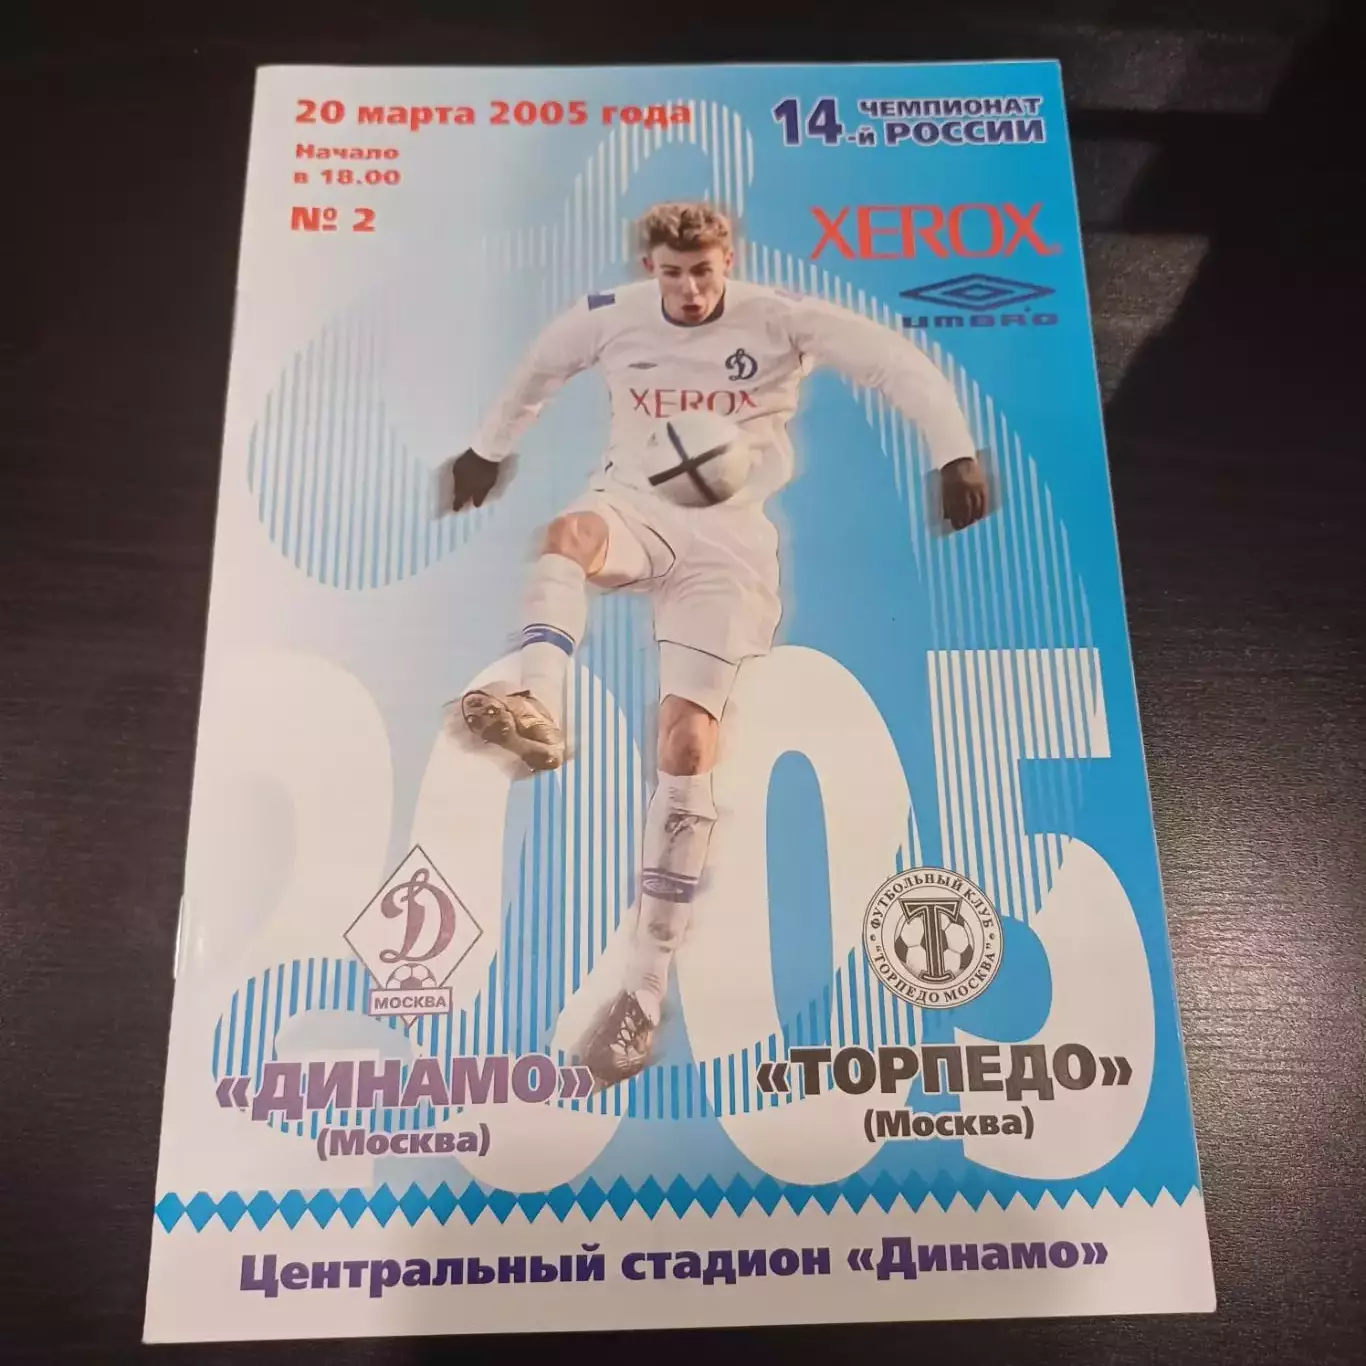 20 марта 2005 года
Начало
в 18.00
№ 2
14-й ЧЕМПИОНАТ
РОССИИ
XEROX
UMBRO
Д
XEROX
2005
Д
МОСКВА
ФУТБОЛЬНЫЙ КЛУБ
Т
"ТОРПЕДО МОСКВА"
«ДИНАМО»
(Москва)
«ТОРПЕДО»
(Москва)
Центральный стадион «Динамо»